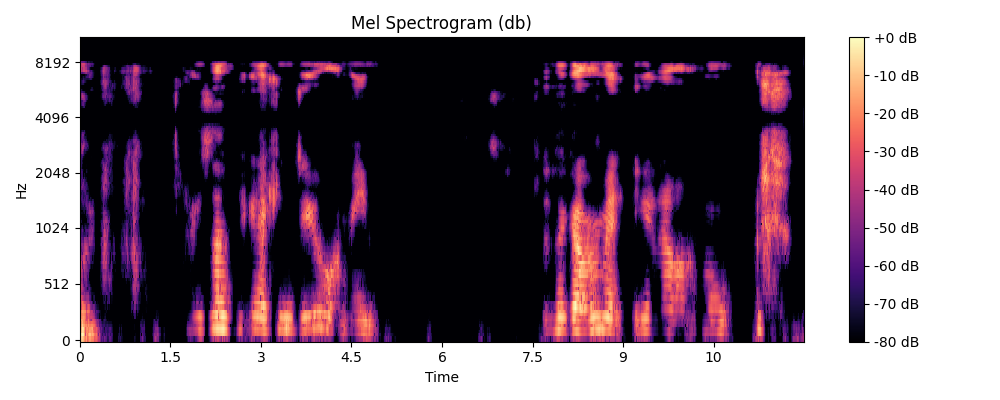 Mel Spectrogram (db)
Hz
8192
4096
2048
1024
512
0
0 1.5 3 4.5 6 7.5 9 10
Time
+0 dB
-10 dB
-20 dB
-30 dB
-40 dB
-50 dB
-60 dB
-70 dB
-80 dB